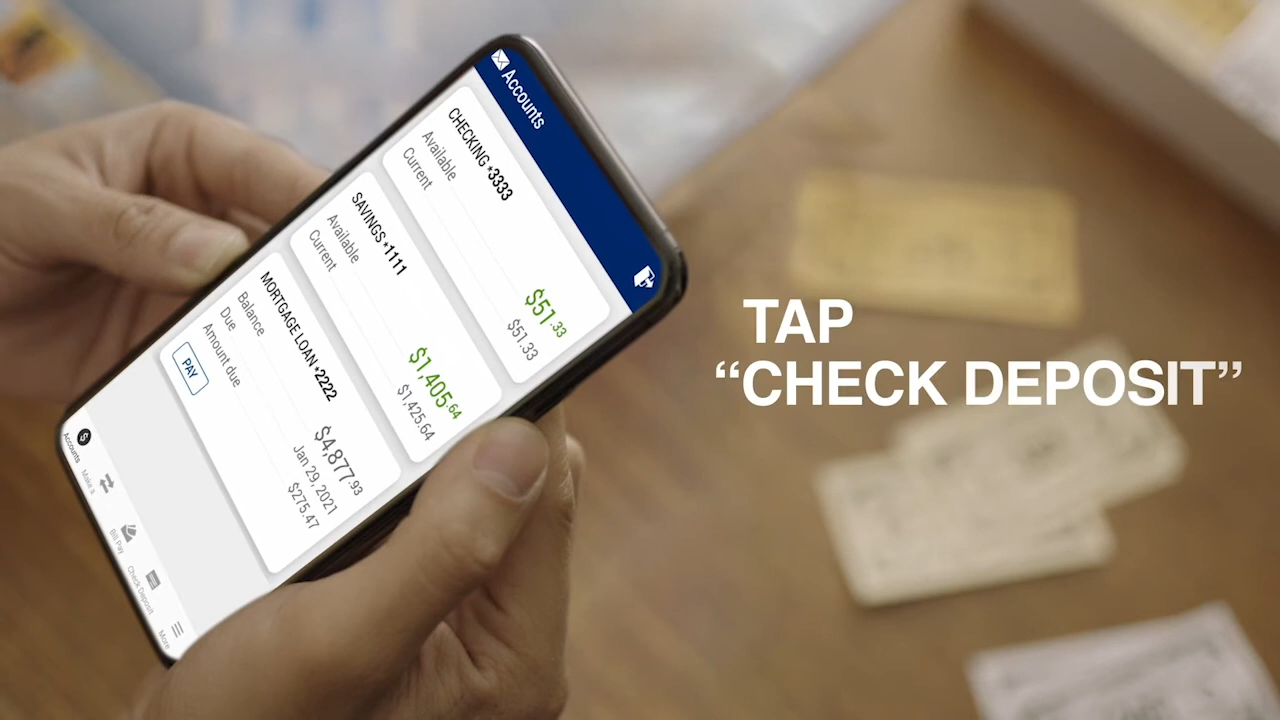 Accounts
CHECKING *3333
Available
$51.33
Current
$51.33
SAVINGS *1111
Available
$1,405.64
Current
$1,425.64
MORTGAGE LOAN *2222
Balance
$4,877.93
Due
Jan 29, 2021
Amount due
$275.47
PAY
Accounts
Make a
Bill Pay
Check Deposit
More
TAP
“CHECK DEPOSIT”